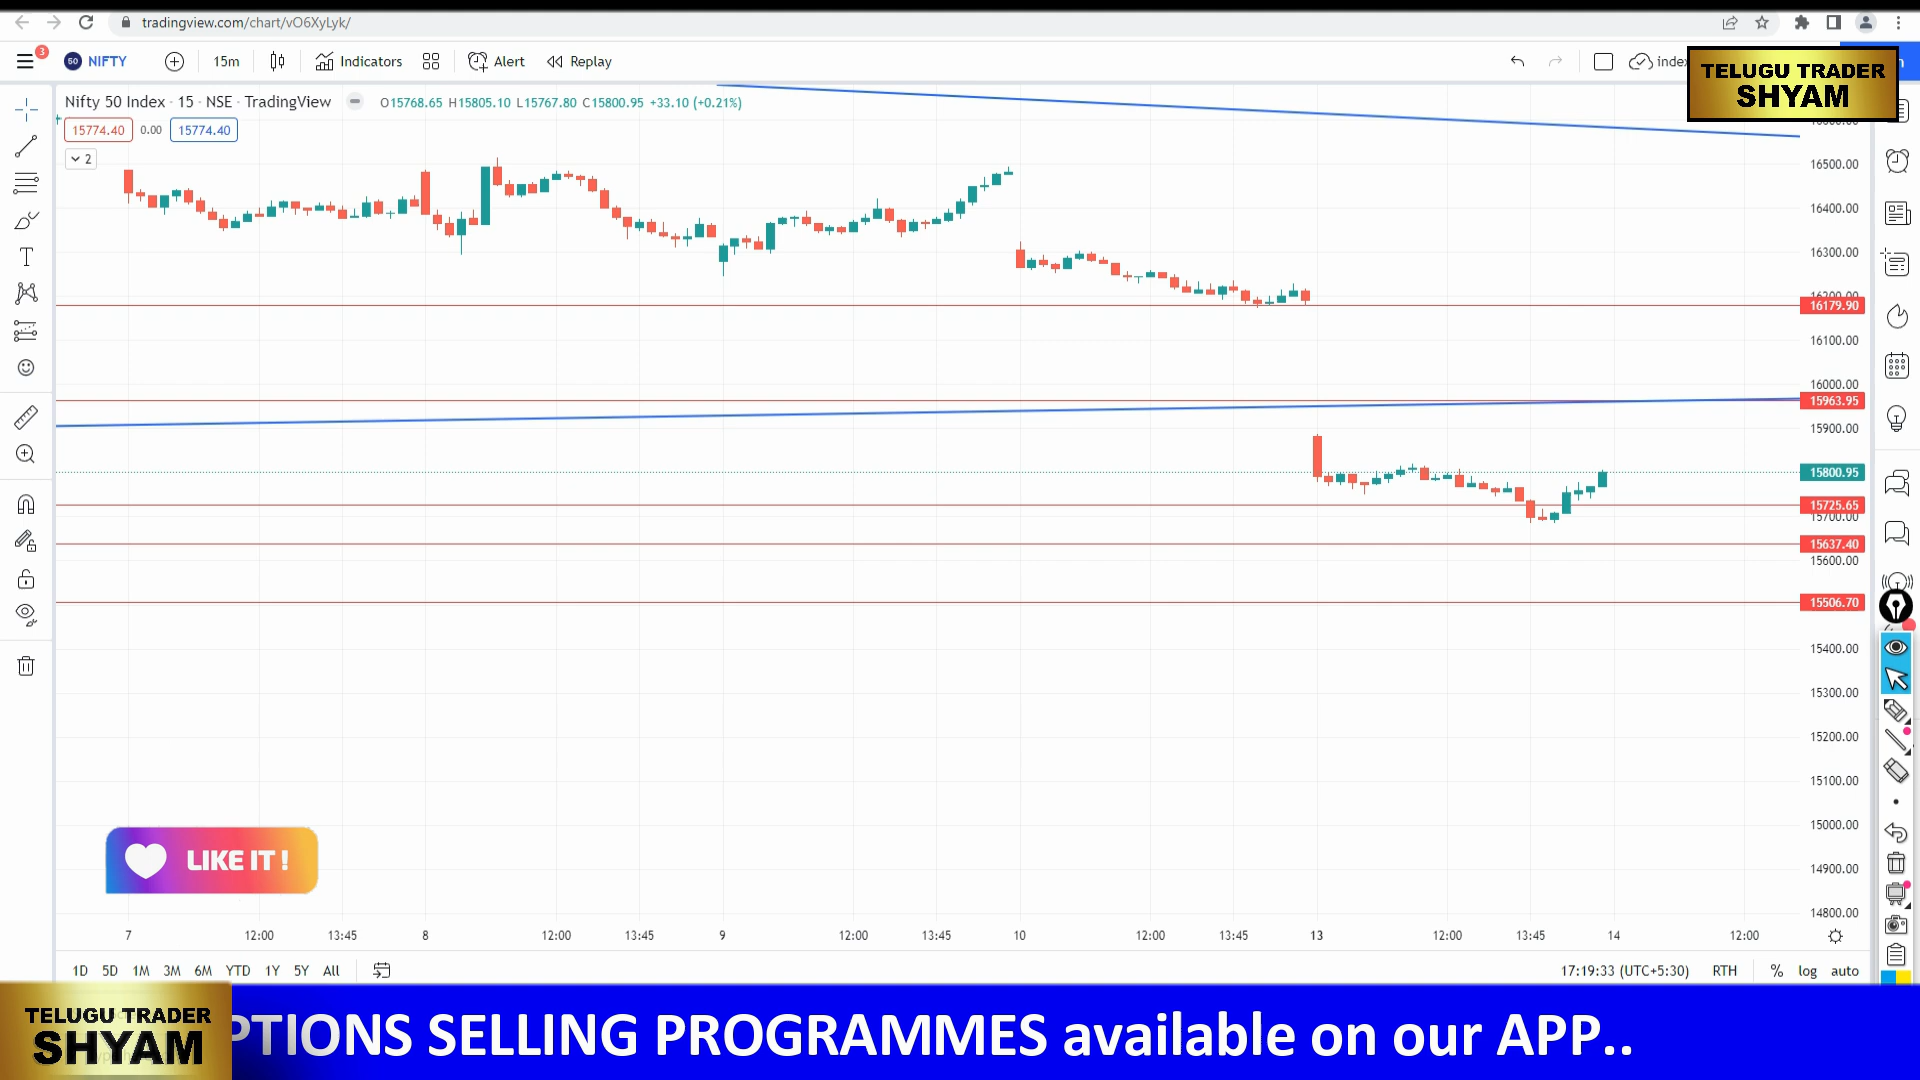 tradingview.com/chart/vO6XyLyk/
3
50 NIFTY
15m
Indicators
Alert
Replay
index
TELUGU TRADER
SHYAM
Nifty 50 Index · 15 · NSE · TradingView
O15768.65 H15805.10 L15767.80 C15800.95 +33.10 (+0.21%)
15774.40 0.00 15774.40
2
16500.00
16400.00
16300.00
16179.90
16100.00
16000.00
15963.95
15900.00
15800.95
15725.65
15700.00
15637.40
15600.00
15506.70
15400.00
15300.00
15200.00
15100.00
15000.00
14900.00
14800.00
LIKE IT !
7 12:00 13:45 8 12:00 13:45 9 12:00 13:45 10 12:00 13:45 13 12:00 13:45 14 12:00
1D 5D 1M 3M 6M YTD 1Y 5Y All
17:19:33 (UTC+5:30) RTH % log auto
TELUGU TRADER
SHYAM
PTIONS SELLING PROGRAMMES available on our APP..